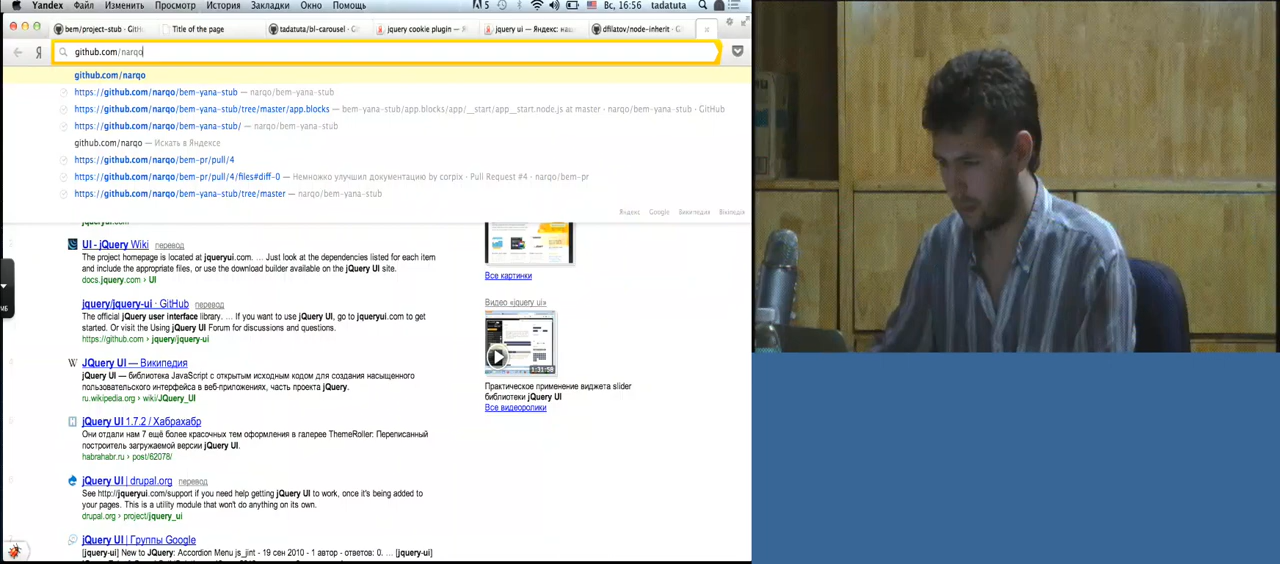 Yandex Файл Изменить Просмотр История Закладки Окно Помощь 5 Вс, 16:56 tadatuta
bem/project-stub · Gi Title of the page tadatuta/bl-carousel · Gi jquery cookie plugin — Я jquery ui — Яндекс: наш dfilatov/node-inherit · Gi
Я github.com/narqo
github.com/narqo
https://github.com/narqo/bem-yana-stub — narqo/bem-yana-stub
https://github.com/narqo/bem-yana-stub/tree/master/app.blocks — bem-yana-stub/app.blocks/app/__start/app__start.node.js at master · narqo/bem-yana-stub · GitHub
https://github.com/narqo/bem-yana-stub/ — narqo/bem-yana-stub
github.com/narqo — Искать в Яндексе
https://github.com/narqo/bem-pr/pull/4
https://github.com/narqo/bem-pr/pull/4/files#diff-0 — Немножко улучшил документацию by corpix · Pull Request #4 · narqo/bem-pr
https://github.com/narqo/bem-yana-stub/tree/master — narqo/bem-yana-stub
Яндекс Google Википедия Вікіпедія
UI - jQuery Wiki перевод
The project homepage is located at jqueryui.com. ... Just look at the dependencies listed for each item
and include the appropriate files, or use the download builder available on the jQuery UI site.
docs.jquery.com › UI
jquery/jquery-ui · GitHub перевод
The official jQuery user interface library. ... If you want to use jQuery UI, go to jqueryui.com to get
started. Or visit the Using jQuery UI Forum for discussions and questions.
https://github.com › jquery/jquery-ui
JQuery UI — Википедия
jQuery UI — библиотека JavaScript с открытым исходным кодом для создания насыщенного
пользовательского интерфейса в веб-приложениях, часть проекта jQuery.
ru.wikipedia.org › wiki/JQuery_UI
jQuery UI 1.7.2 / Хабрахабр
Они отдали нам 7 ещё более красочных тем оформления в галерее ThemeRoller: Переписанный
построитель загружаемой версии jQuery UI.
habrahabr.ru › post/62078/
jQuery UI | drupal.org перевод
See http://jqueryui.com/support if you need help getting jQuery UI to work, once it's being added to
your pages. This is a utility module that won't do anything on its own.
drupal.org › project/jquery_ui
jQuery UI | Группы Google
[jquery-ui] New to JQuery: Accordion Menu js_jint - 19 сен 2010 - 1 автор - ответов: 0. ... [jquery-ui]
Все картинки
Видео «jquery ui»
1:31:58
Практическое применение виджета slider
библиотеки jQuery UI
Все видеоролики